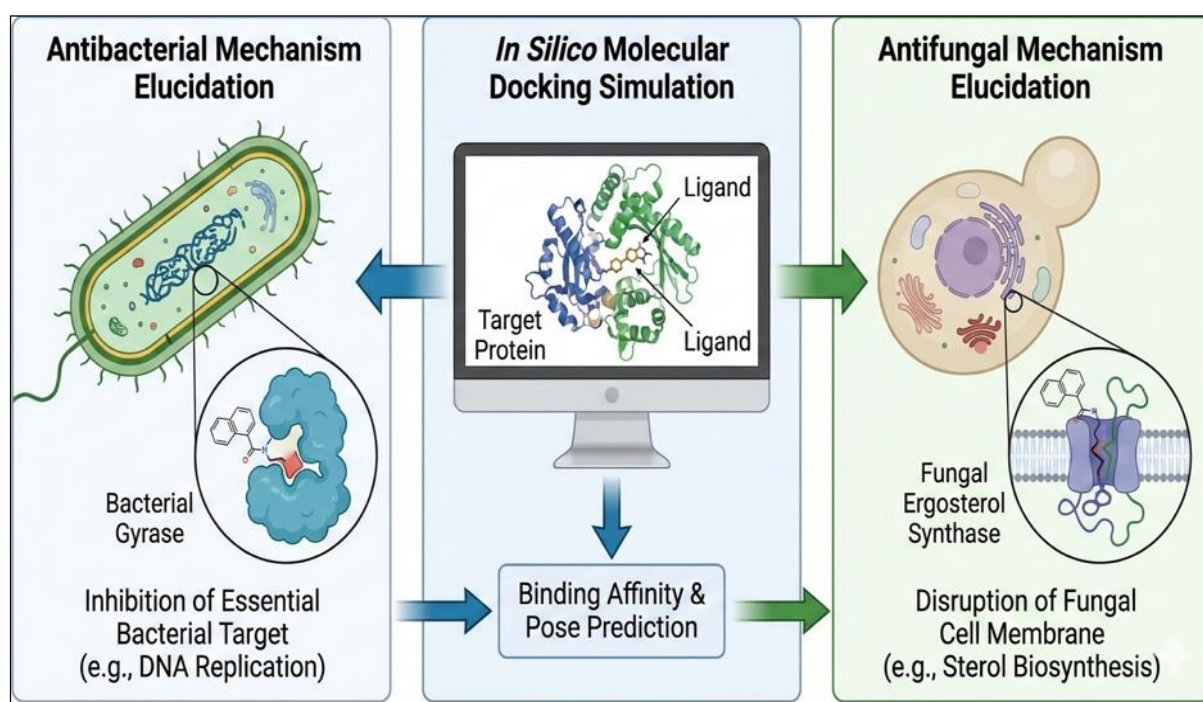 Antibacterial Mechanism
Elucidation
Bacterial
Gyrase
Inhibition of Essential
Bacterial Target
(e.g., DNA Replication)
In Silico Molecular
Docking Simulation
Ligand
Target
Protein
Ligand
Binding Affinity &
Pose Prediction
Antifungal Mechanism
Elucidation
Fungal
Ergosterol
Synthase
Disruption of Fungal
Cell Membrane
(e.g., Sterol Biosynthesis)